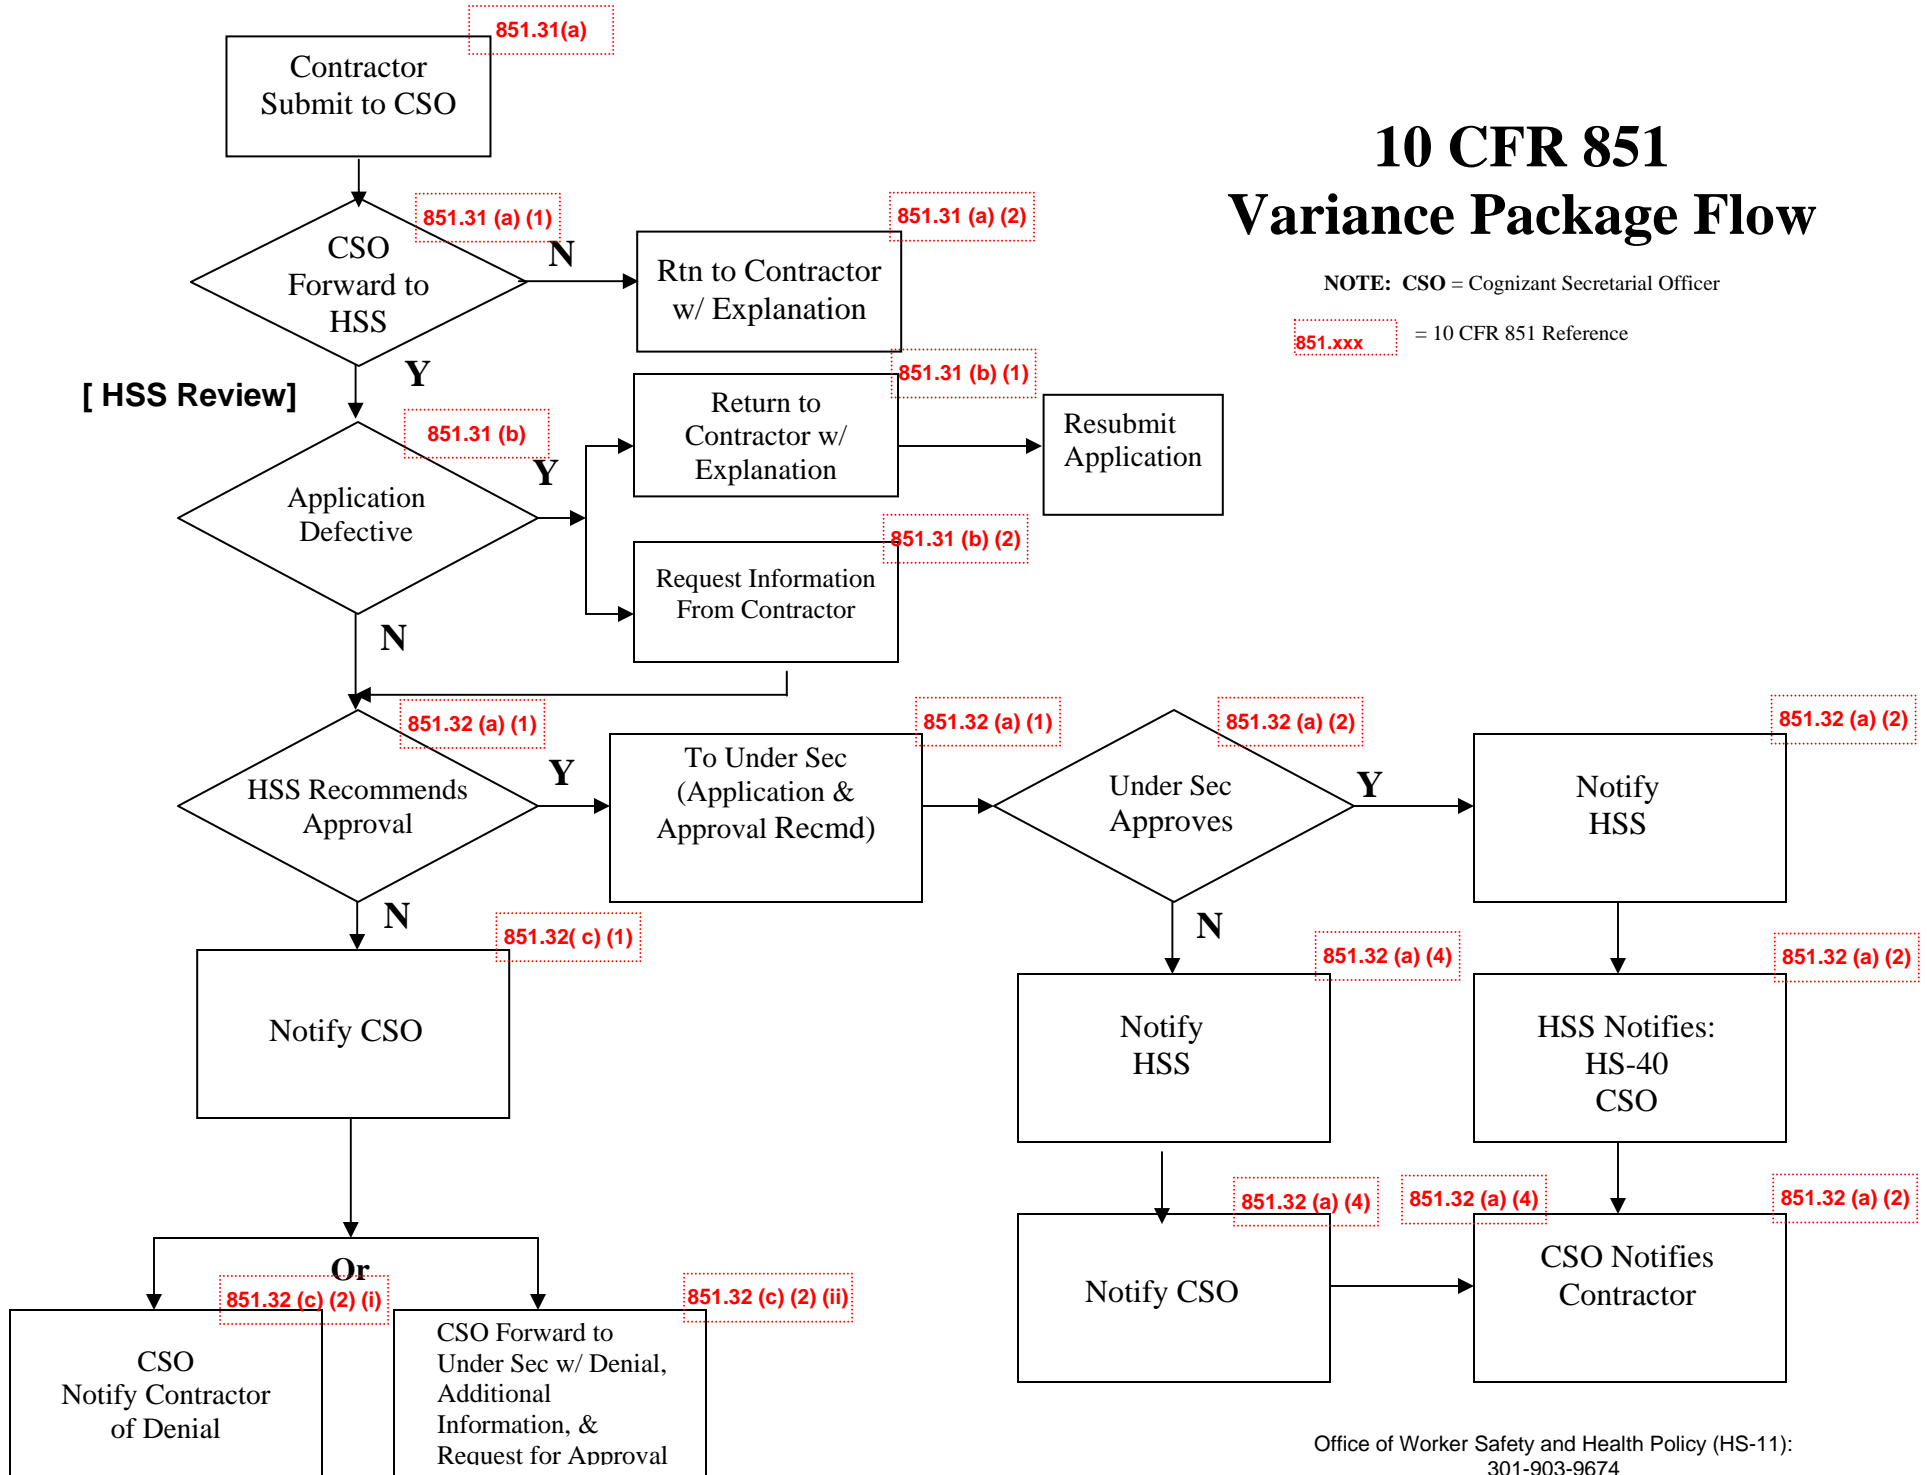 851.31(a)
Contractor
Submit to CSO
10 CFR 851
Variance Package Flow
NOTE: CSO = Cognizant Secretarial Officer
851.xxx = 10 CFR 851 Reference
851.31 (a) (1)
CSO
Forward to
HSS
N
851.31 (a) (2)
Rtn to Contractor
w/ Explanation
Y
[ HSS Review]
851.31 (b)
Application
Defective
Y
851.31 (b) (1)
Return to
Contractor w/
Explanation
Resubmit
Application
851.31 (b) (2)
Request Information
From Contractor
N
851.32 (a) (1)
HSS Recommends
Approval
Y
851.32 (a) (1)
To Under Sec
(Application &
Approval Recmd)
851.32 (a) (2)
Under Sec
Approves
Y
851.32 (a) (2)
Notify
HSS
N
851.32( c) (1)
Notify CSO
N
851.32 (a) (4)
Notify
HSS
851.32 (a) (2)
HSS Notifies:
HS-40
CSO
851.32 (a) (4)
Notify CSO
851.32 (a) (4)
851.32 (a) (2)
CSO Notifies
Contractor
Or
851.32 (c) (2) (i)
CSO
Notify Contractor
of Denial
851.32 (c) (2) (ii)
CSO Forward to
Under Sec w/ Denial,
Additional
Information, &
Request for Approval
Office of Worker Safety and Health Policy (HS-11):
301-903-9674